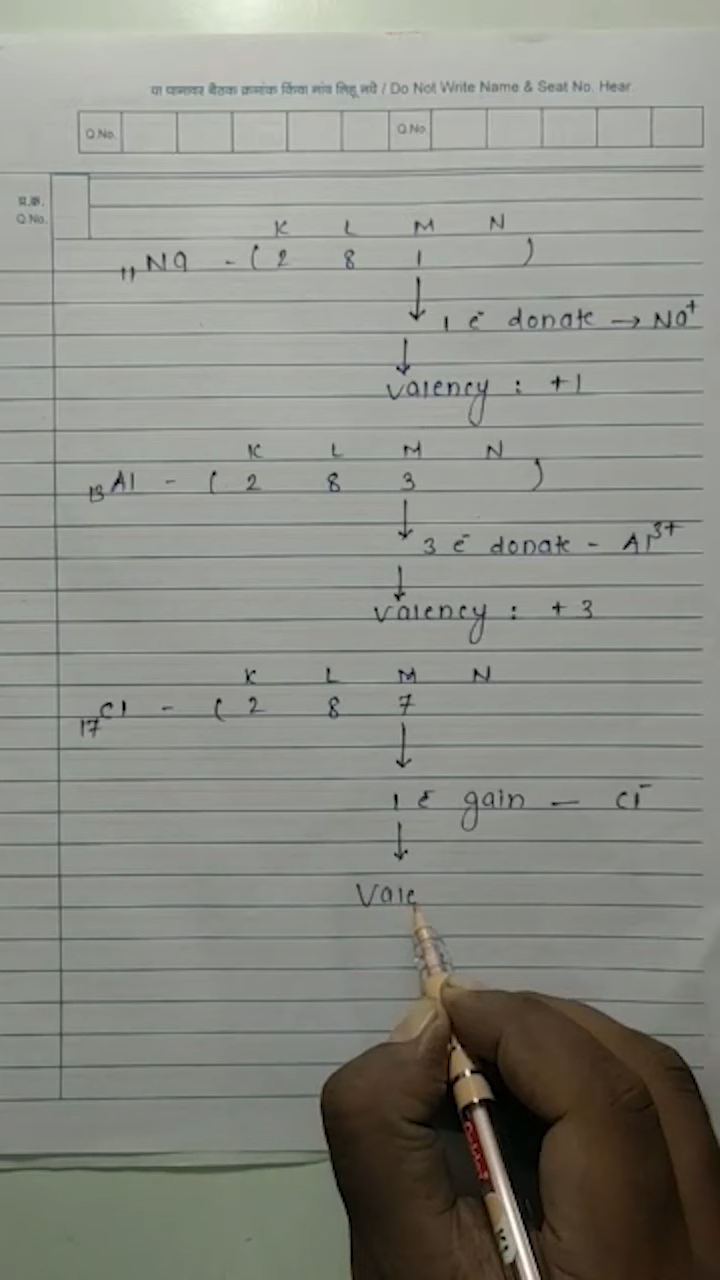 या पानावर बैठक क्रमांक किंवा नांव लिहू नये / Do Not Write Name & Seat No. Hear.
Q.No. Q.No.
प्र.क्र.
Q.No.
K L M N
11Na - ( 2 8 1 )
↓
1 e⁻ donate → Na⁺
↓
Valency : +1
K L M N
13Al - ( 2 8 3 )
↓
3 e⁻ donate - Al³⁺
↓
Valency : +3
K L M N
17Cl - ( 2 8 7
↓
1 e⁻ gain - Cl⁻
↓
Vale